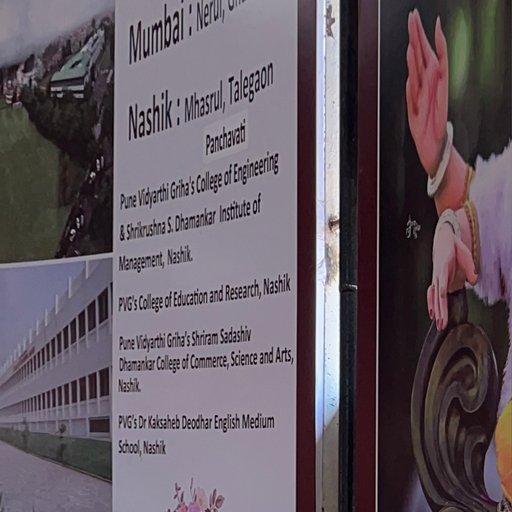 Mumbai : Nerul,
Nashik : Mhasrul, Talegaon
Panchavati
Pune Vidyarthi Griha's College of Engineering
& Shrikrushna S. Dhamankar Institute of
Management, Nashik.
PVG's College of Education and Research, Nashik
Pune Vidyarthi Griha's Shriram Sadashiv
Dhamankar College of Commerce, Science and Arts,
Nashik.
PVG's Dr Kaksaheb Deodhar English Medium
School, Nashik